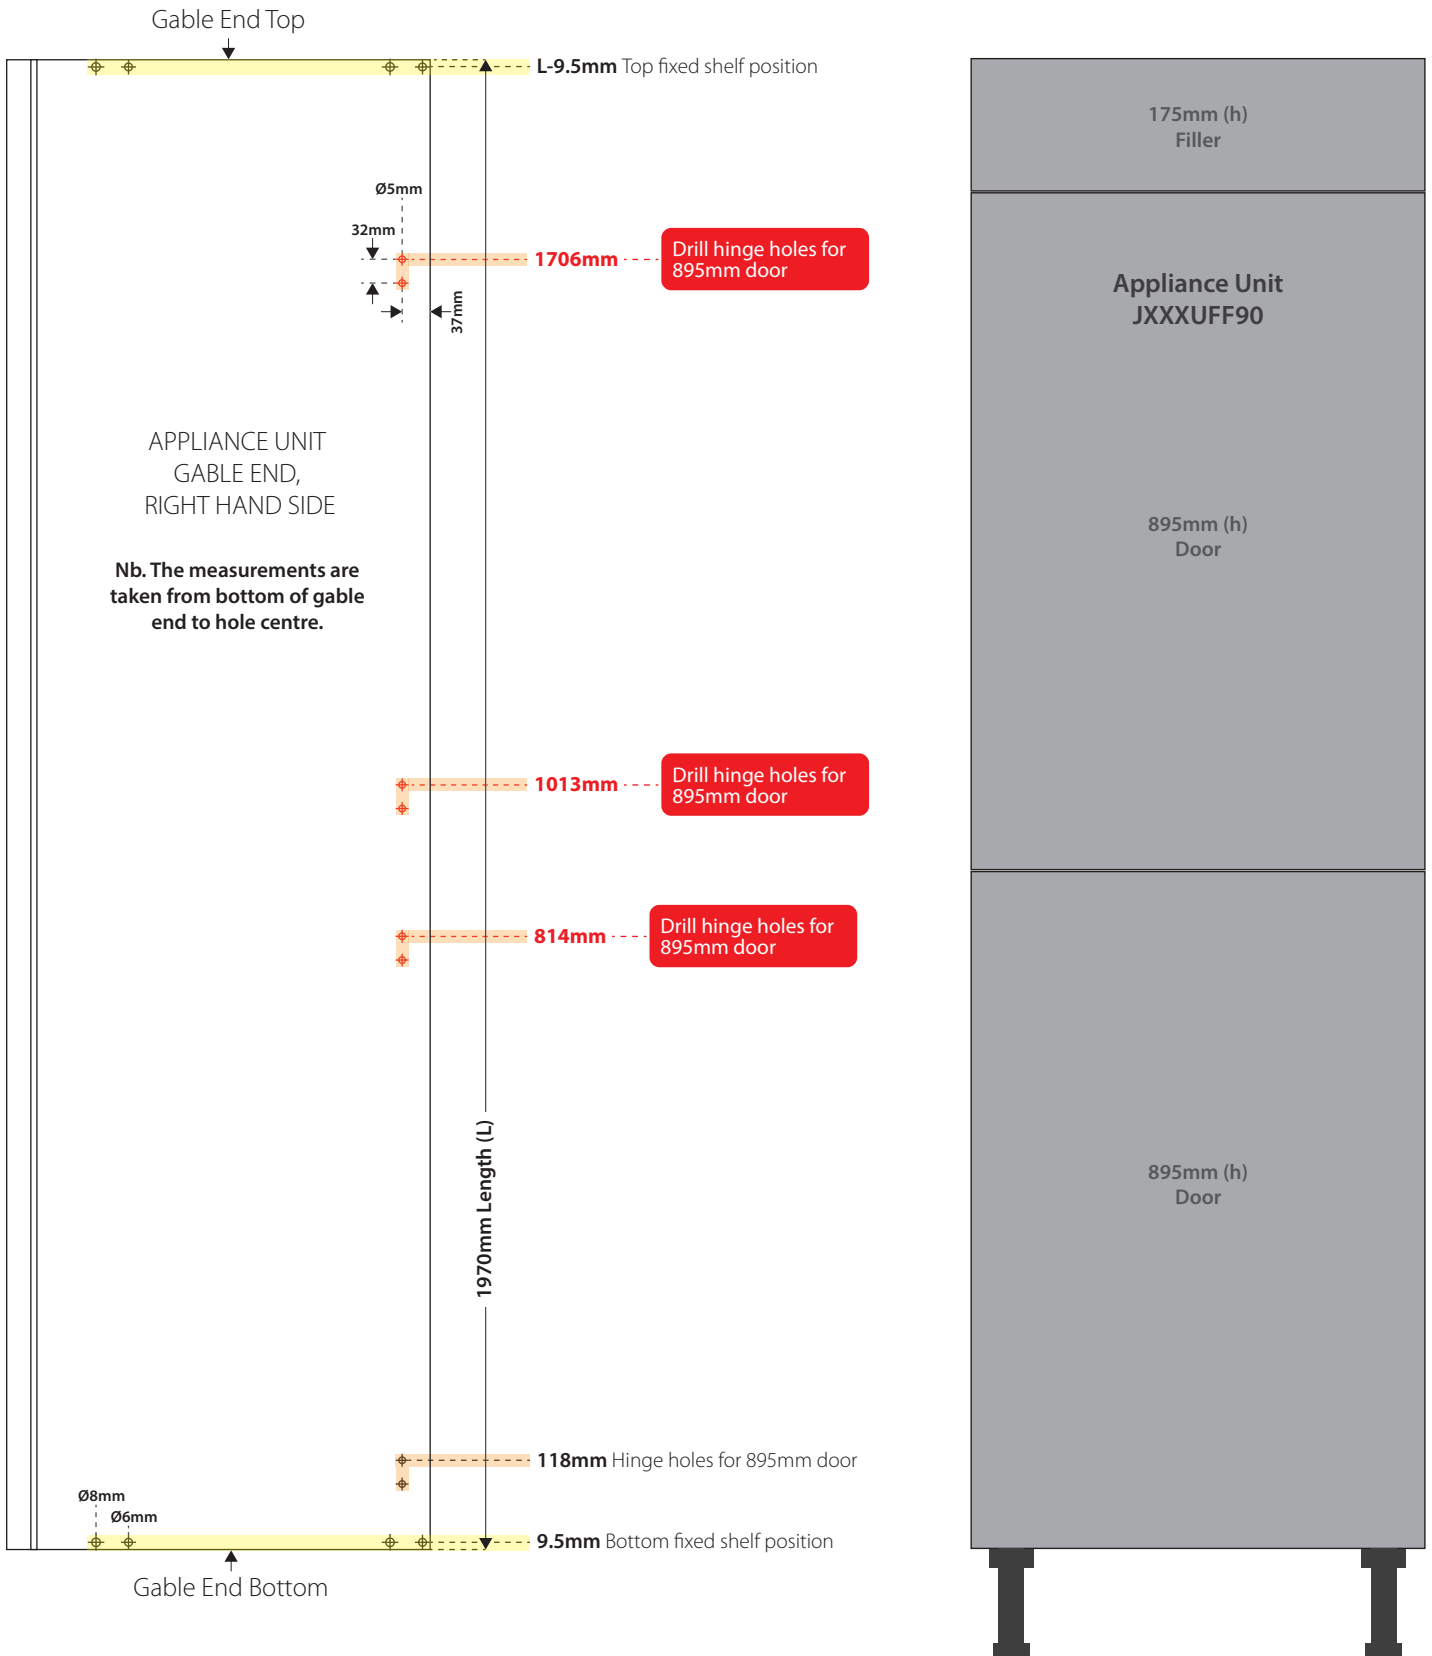 Gable End Top
L-9.5mm Top fixed shelf position
Ø5mm
32mm
1706mm
Drill hinge holes for
895mm door
37mm
APPLIANCE UNIT
GABLE END,
RIGHT HAND SIDE
Nb. The measurements are
taken from bottom of gable
end to hole centre.
1013mm
Drill hinge holes for
895mm door
814mm
Drill hinge holes for
895mm door
1970mm Length (L)
118mm Hinge holes for 895mm door
Ø8mm
Ø6mm
9.5mm Bottom fixed shelf position
Gable End Bottom
175mm (h)
Filler
Appliance Unit
JXXXUFF90
895mm (h)
Door
895mm (h)
Door